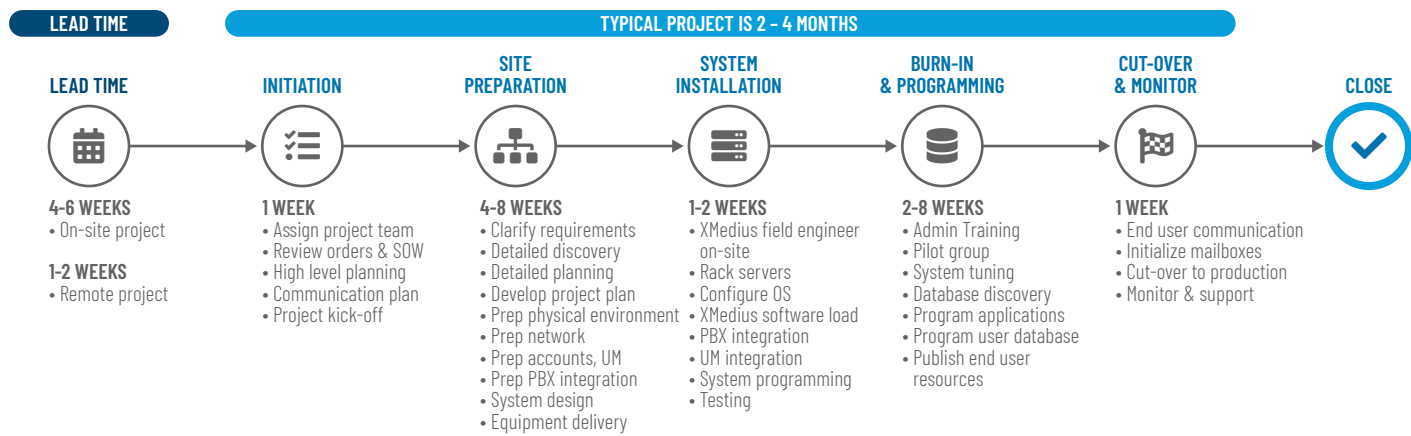 LEAD TIME
TYPICAL PROJECT IS 2 – 4 MONTHS
LEAD TIME
4-6 WEEKS
• On-site project
1-2 WEEKS
• Remote project
INITIATION
1 WEEK
• Assign project team
• Review orders & SOW
• High level planning
• Communication plan
• Project kick-off
SITE
PREPARATION
4-8 WEEKS
• Clarify requirements
• Detailed discovery
• Detailed planning
• Develop project plan
• Prep physical environment
• Prep network
• Prep accounts, UM
• Prep PBX integration
• System design
• Equipment delivery
SYSTEM
INSTALLATION
1-2 WEEKS
• XMedius field engineer
on-site
• Rack servers
• Configure OS
• XMedius software load
• PBX integration
• UM integration
• System programming
• Testing
BURN-IN
& PROGRAMMING
2-8 WEEKS
• Admin Training
• Pilot group
• System tuning
• Database discovery
• Program applications
• Program user database
• Publish end user
resources
CUT-OVER
& MONITOR
1 WEEK
• End user communication
• Initialize mailboxes
• Cut-over to production
• Monitor & support
CLOSE